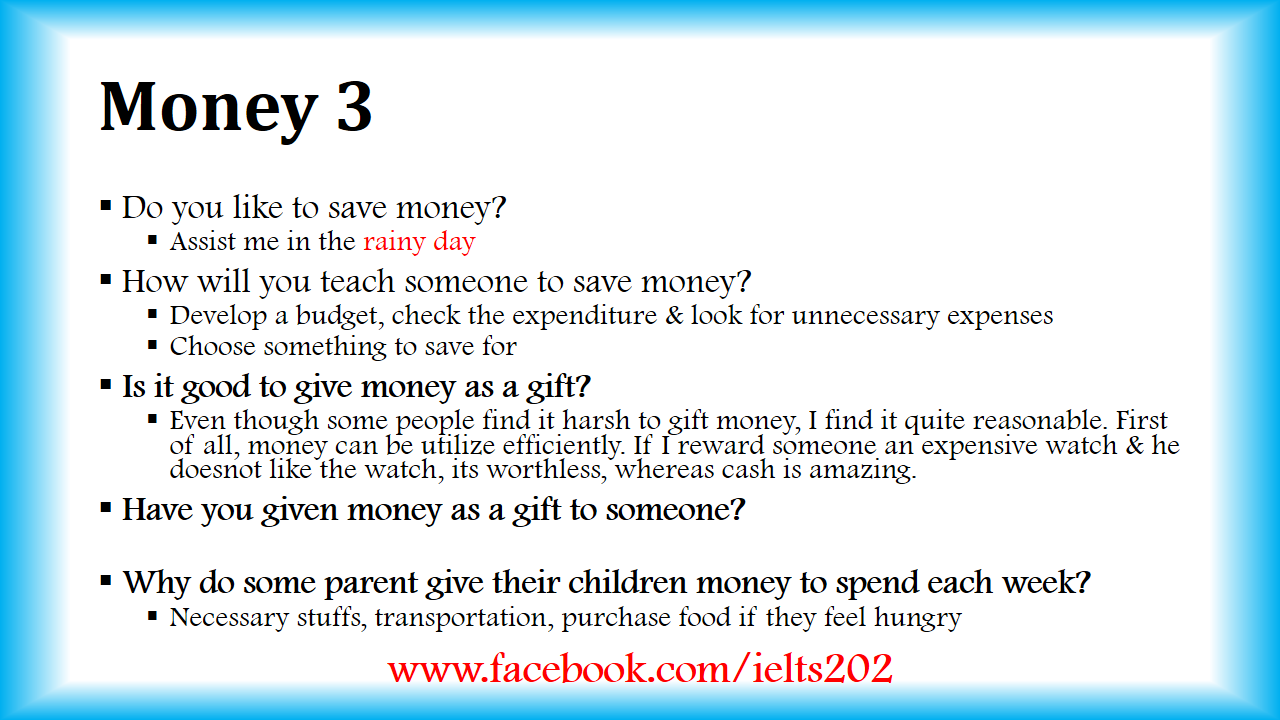 Money 3
▪ Do you like to save money?
▪ Assist me in the rainy day
▪ How will you teach someone to save money?
▪ Develop a budget, check the expenditure & look for unnecessary expenses
▪ Choose something to save for
▪ Is it good to give money as a gift?
▪ Even though some people find it harsh to gift money, I find it quite reasonable. First
of all, money can be utilize efficiently. If I reward someone an expensive watch & he
doesnot like the watch, its worthless, whereas cash is amazing.
▪ Have you given money as a gift to someone?
▪ Why do some parent give their children money to spend each week?
▪ Necessary stuffs, transportation, purchase food if they feel hungry
www.facebook.com/ielts202